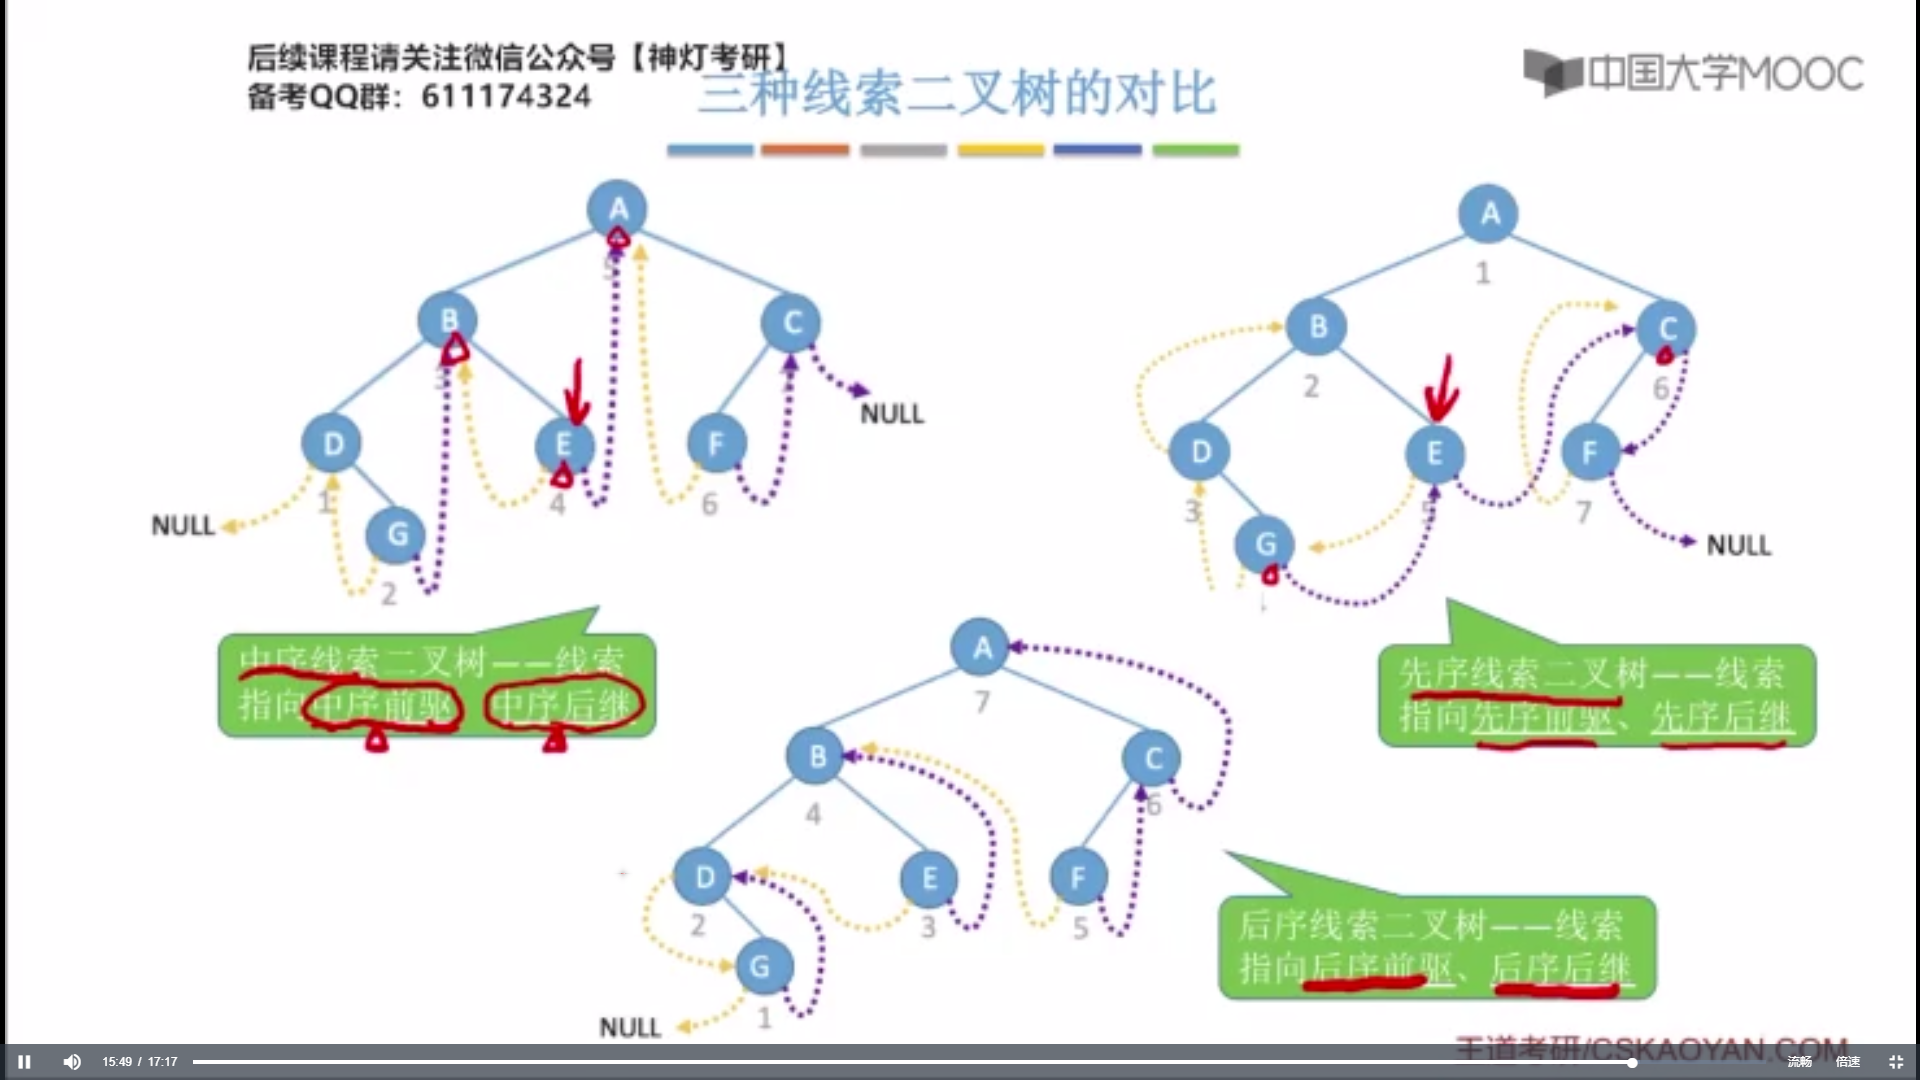 后续课程请关注微信公众号【神灯考研】
备考QQ群：611174324
三种线索二叉树的对比
中国大学MOOC
A
5
B
3
C
D
1
E
4
F
6
G
2
NULL
NULL
中序线索二叉树——线索
指向中序前驱、中序后继
A
1
B
2
C
6
D
3
E
5
F
7
G
NULL
先序线索二叉树——线索
指向先序前驱、先序后继
A
7
B
4
C
6
D
2
E
3
F
5
G
1
NULL
后序线索二叉树——线索
指向后序前驱、后序后继
王道考研/CSKAOYAN.COM
15:49 / 17:17
流畅
倍速